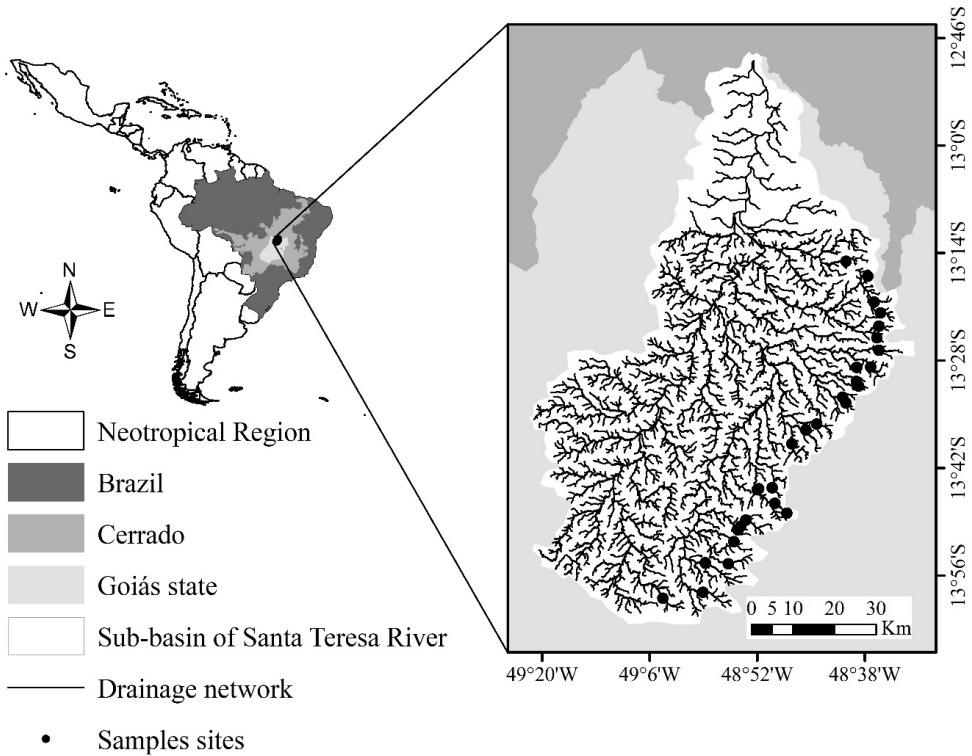 N
W E
S
Neotropical Region
Brazil
Cerrado
Goiás state
Sub-basin of Santa Teresa River
Drainage network
Samples sites
12°46'S
13°0'S
13°14'S
13°28'S
13°42'S
13°56'S
0 5 10 20 30
Km
49°20'W 49°6'W 48°52'W 48°38'W